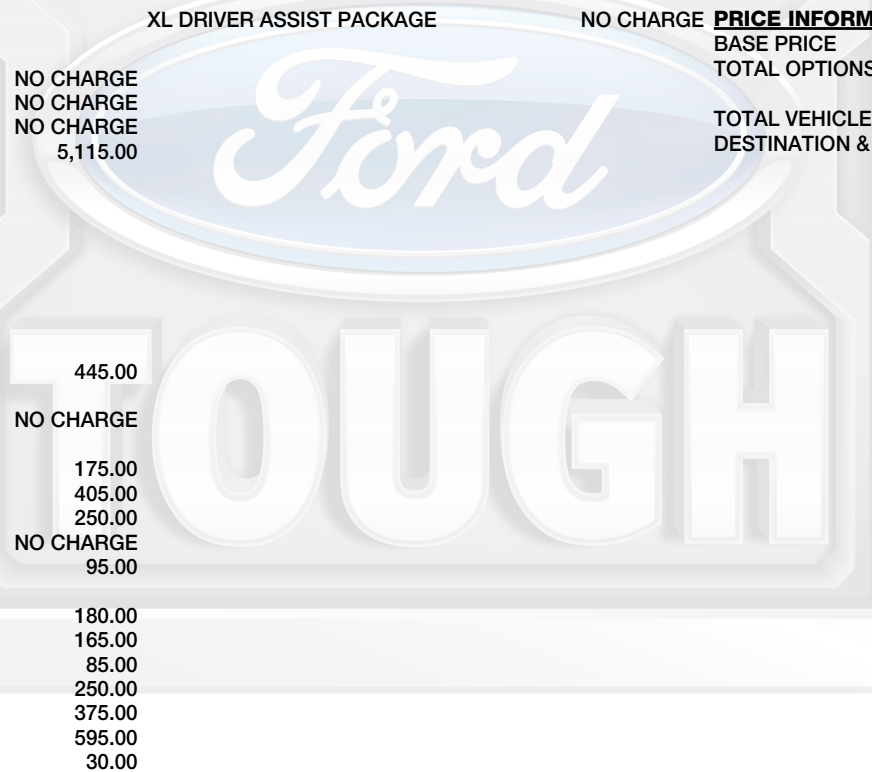 XL DRIVER ASSIST PACKAGE NO CHARGE
NO CHARGE
NO CHARGE
NO CHARGE
5,115.00
445.00
NO CHARGE
175.00
405.00
250.00
NO CHARGE
95.00
180.00
165.00
85.00
250.00
375.00
595.00
30.00
PRICE INFORM
BASE PRICE
TOTAL OPTIONS
TOTAL VEHICLE
DESTINATION &
Ford
TOUGH